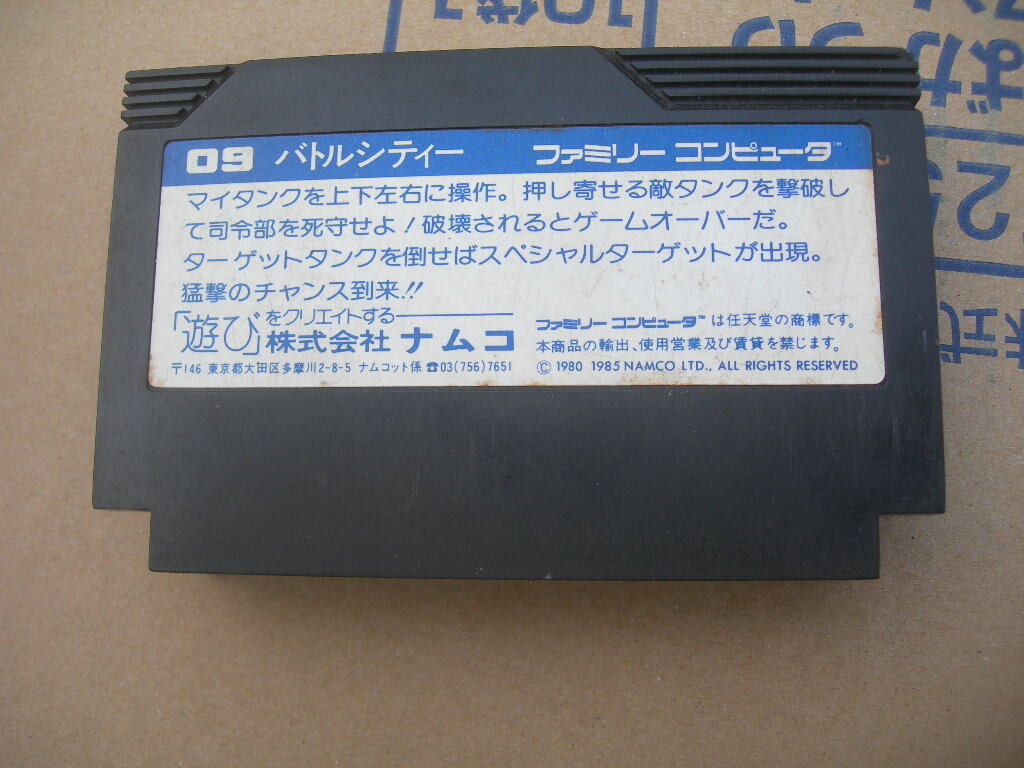 09 バトルシティー ファミリー コンピュータ™
マイタンクを上下左右に操作。押し寄せる敵タンクを撃破し
て司令部を死守せよ！破壊されるとゲームオーバーだ。
ターゲットタンクを倒せばスペシャルターゲットが出現。
猛撃のチャンス到来!!
「遊び」をクリエイトする
株式会社 ナムコ
〒146 東京都大田区多摩川2-8-5 ナムコット係 ☎03(756)7651
ファミリー コンピュータ™ は任天堂の商標です。
本商品の輸出、使用営業及び賃貸を禁じます。
© 1980 1985 NAMCO LTD., ALL RIGHTS RESERVED